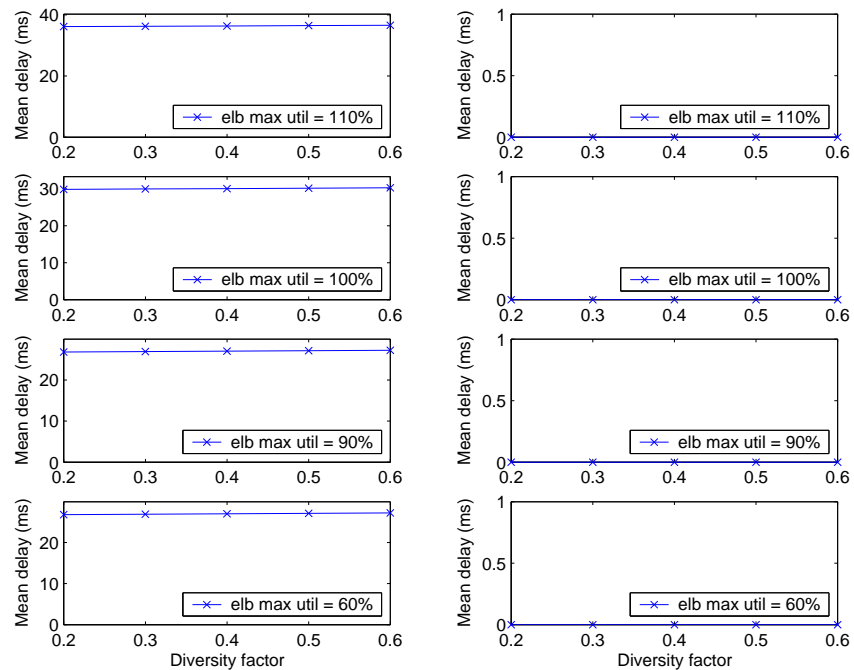 Mean delay (ms)
40
20
0
elb max util = 110%
0.2 0.3 0.4 0.5 0.6
Mean delay (ms)
1
0.5
0
elb max util = 110%
0.2 0.3 0.4 0.5 0.6
Mean delay (ms)
30
20
10
0
elb max util = 100%
0.2 0.3 0.4 0.5 0.6
Mean delay (ms)
1
0.5
0
elb max util = 100%
0.2 0.3 0.4 0.5 0.6
Mean delay (ms)
20
10
0
elb max util = 90%
0.2 0.3 0.4 0.5 0.6
Mean delay (ms)
1
0.5
0
elb max util = 90%
0.2 0.3 0.4 0.5 0.6
Mean delay (ms)
20
10
0
elb max util = 60%
0.2 0.3 0.4 0.5 0.6
Diversity factor
Mean delay (ms)
1
0.5
0
elb max util = 60%
0.2 0.3 0.4 0.5 0.6
Diversity factor